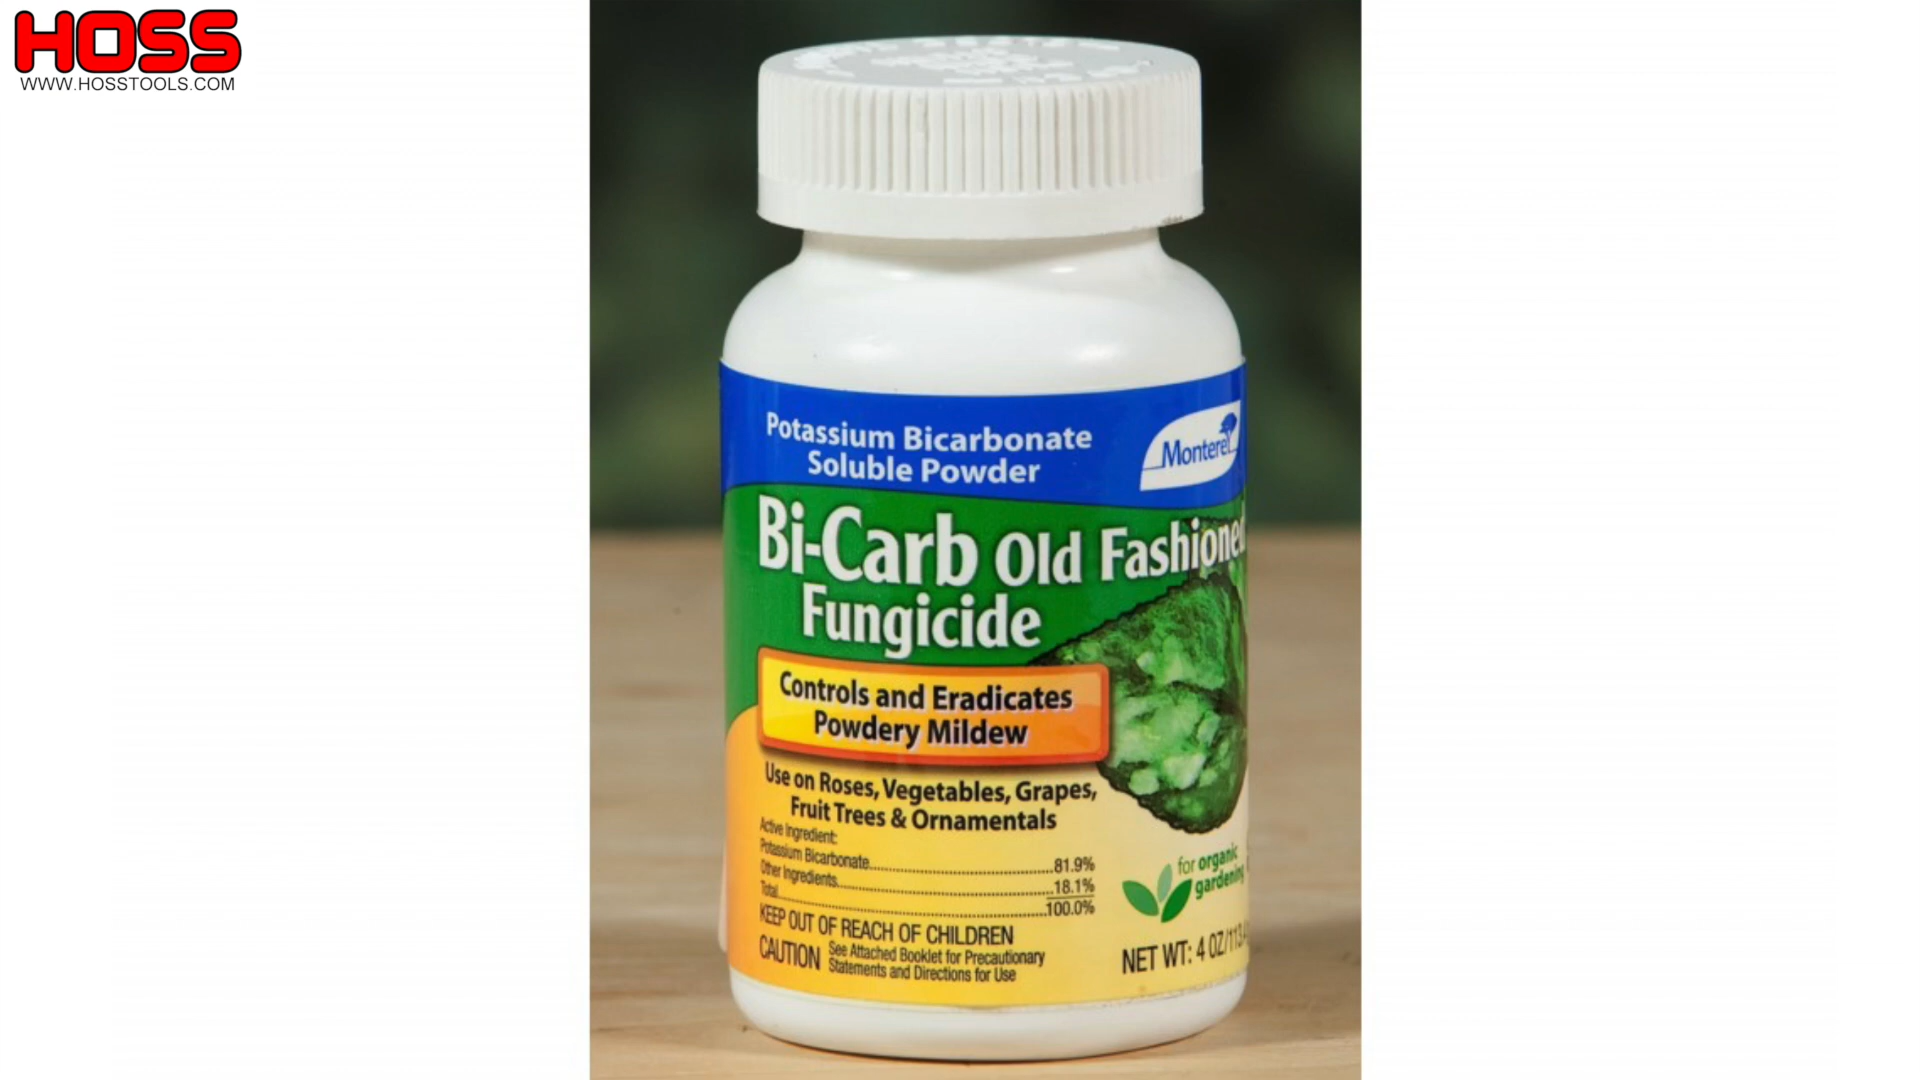 HOSS
WWW.HOSSTOOLS.COM
Potassium Bicarbonate
Soluble Powder
Monterey
Bi-Carb Old Fashioned
Fungicide
Controls and Eradicates
Powdery Mildew
Use on Roses, Vegetables, Grapes,
Fruit Trees & Ornamentals
Active Ingredient:
Potassium Bicarbonate 81.9%
Other Ingredients 18.1%
Total 100.0%
for organic
gardening
KEEP OUT OF REACH OF CHILDREN
CAUTION See Attached Booklet for Precautionary
Statements and Directions for Use
NET WT: 4 OZ/113